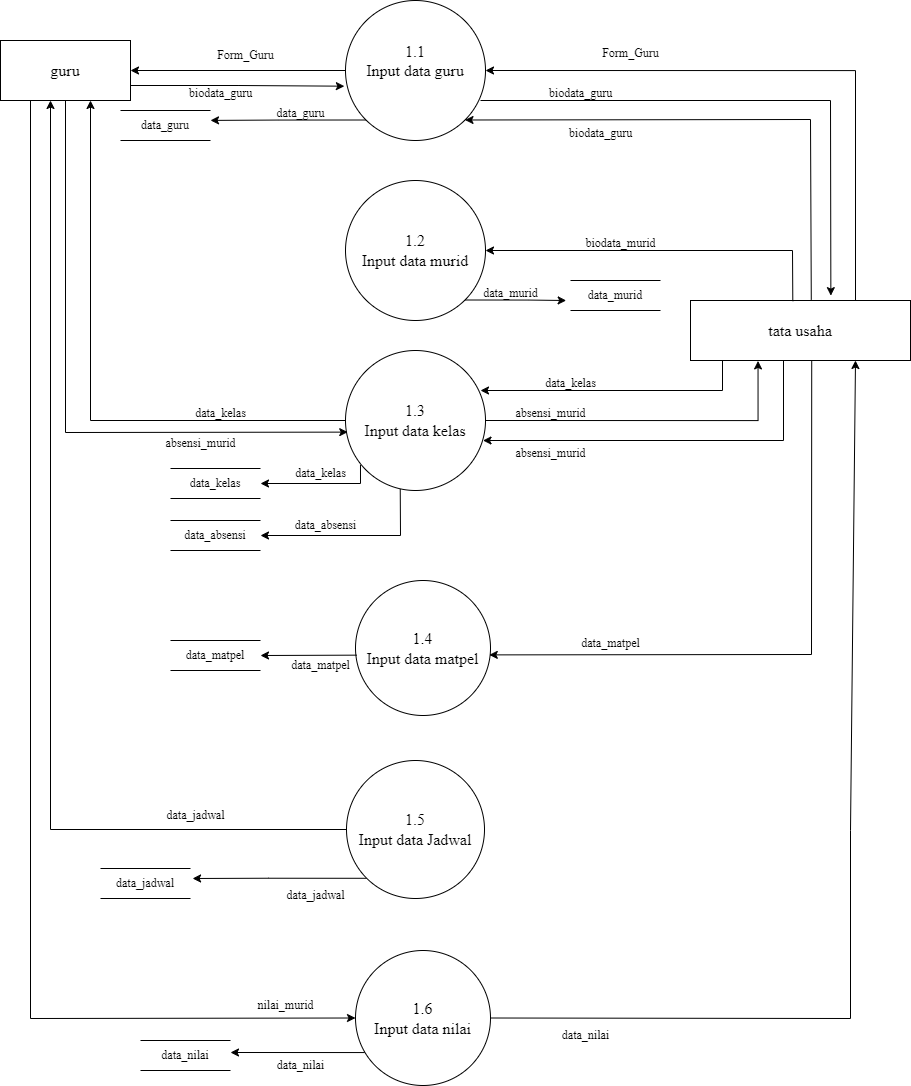 guru
Form_Guru
1.1
Input data guru
Form_Guru
biodata_guru
biodata_guru
data_guru
data_guru
biodata_guru
1.2
Input data murid
biodata_murid
data_murid
data_murid
tata usaha
1.3
Input data kelas
data_kelas
data_kelas
absensi_murid
absensi_murid
absensi_murid
data_kelas
data_kelas
data_absensi
data_absensi
1.4
Input data matpel
data_matpel
data_matpel
data_matpel
1.5
Input data Jadwal
data_jadwal
data_jadwal
data_jadwal
1.6
Input data nilai
nilai_murid
data_nilai
data_nilai
data_nilai